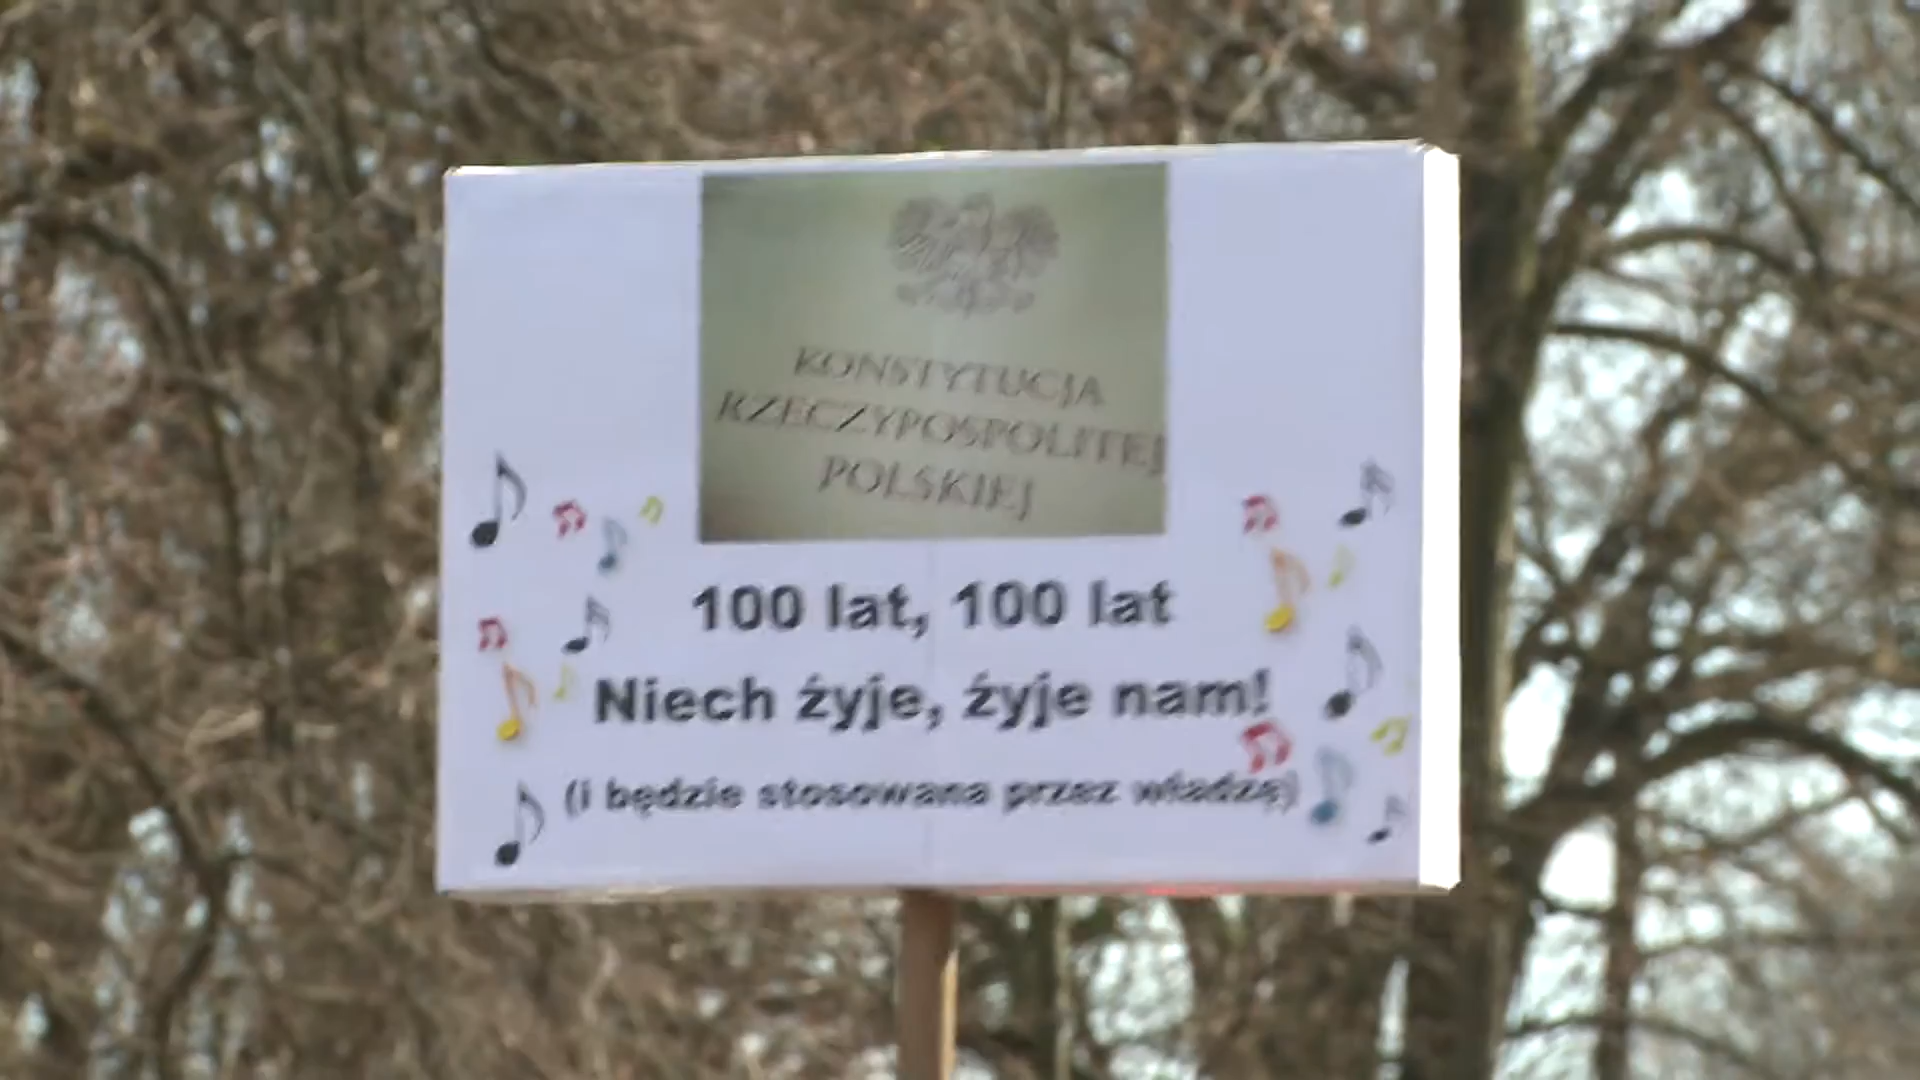 KONSTYTUCJA
RZECZYPOSPOLITEJ
POLSKIEJ
100 lat, 100 lat
Niech żyje, żyje nam!
(i będzie stosowana przez władzę)